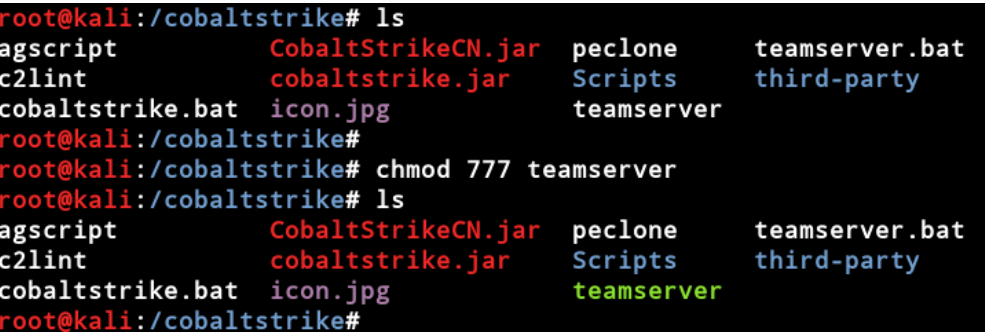 root@kali:/cobaltstrike# ls
agscript CobaltStrikeCN.jar peclone teamserver.bat
c2lint cobaltstrike.jar Scripts third-party
cobaltstrike.bat icon.jpg teamserver
root@kali:/cobaltstrike#
root@kali:/cobaltstrike# chmod 777 teamserver
root@kali:/cobaltstrike# ls
agscript CobaltStrikeCN.jar peclone teamserver.bat
c2lint cobaltstrike.jar Scripts third-party
cobaltstrike.bat icon.jpg teamserver
root@kali:/cobaltstrike#